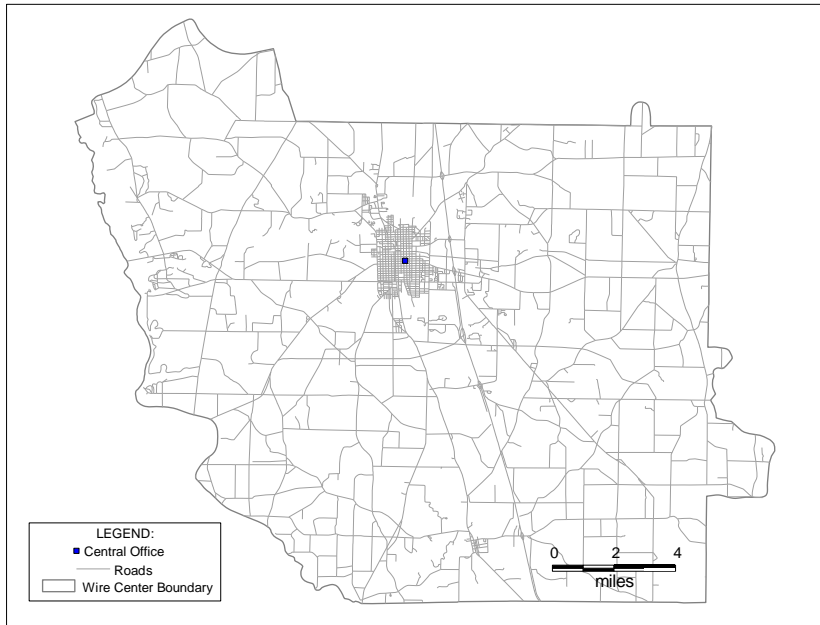 LEGEND:
Central Office
Roads
Wire Center Boundary
0 2 4
miles